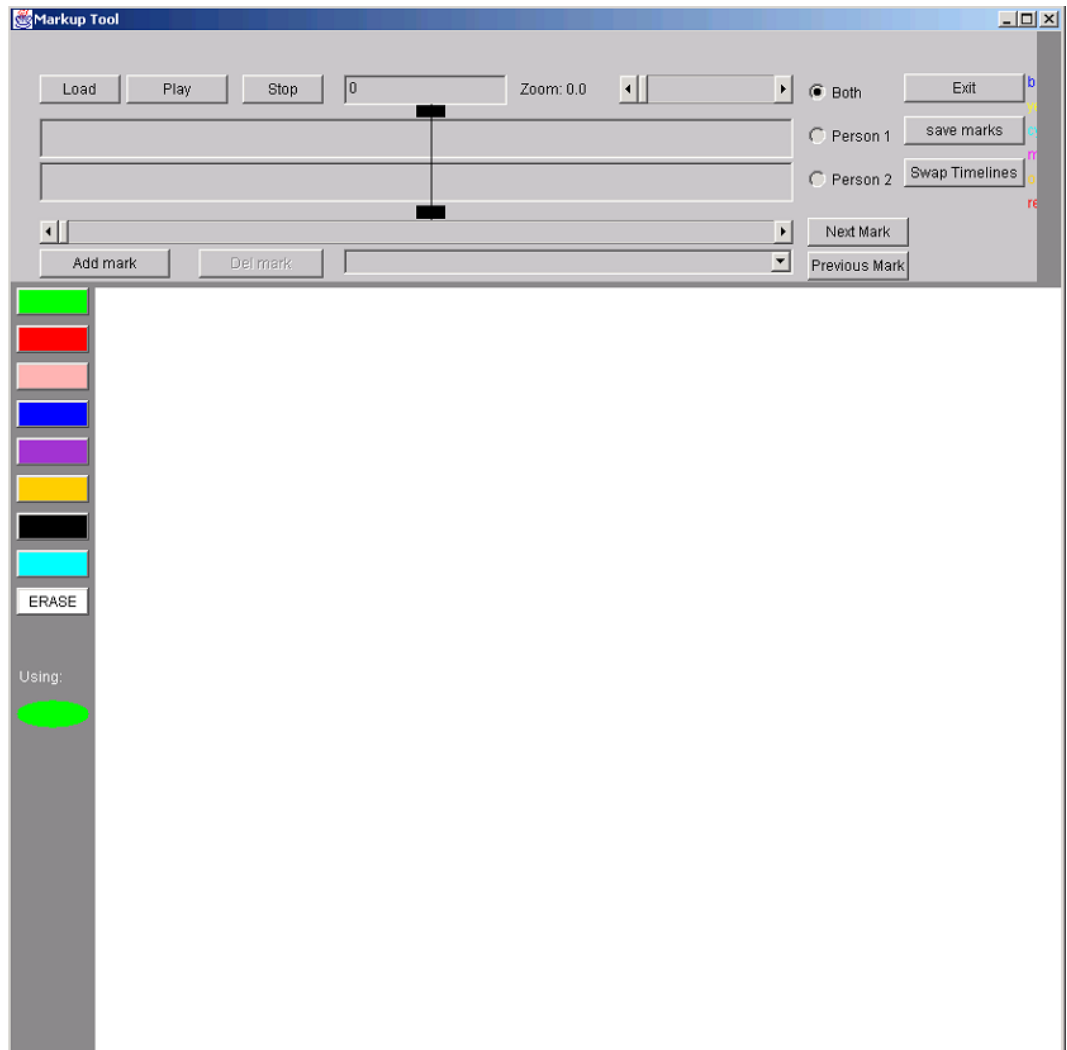 Markup Tool
Load Play Stop 0 Zoom: 0.0 Both Exit
Person 1 save marks
Person 2 Swap Timelines
Next Mark
Add mark Del mark Previous Mark
ERASE
Using: